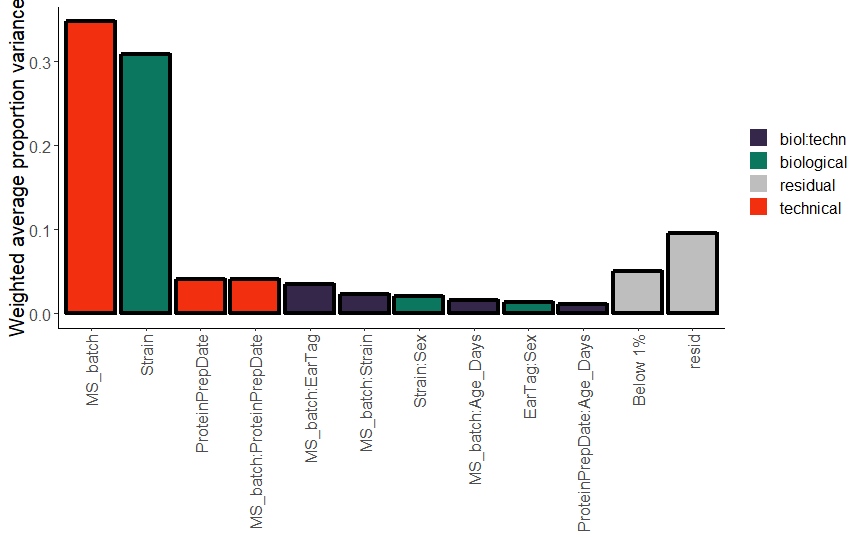 Weighted average proportion variance
0.3
0.2
0.1
0.0
MS_batch
Strain
ProteinPrepDate
MS_batch:ProteinPrepDate
MS_batch:EarTag
MS_batch:Strain
Strain:Sex
MS_batch:Age_Days
EarTag:Sex
ProteinPrepDate:Age_Days
Below 1%
resid
biol:techn
biological
residual
technical